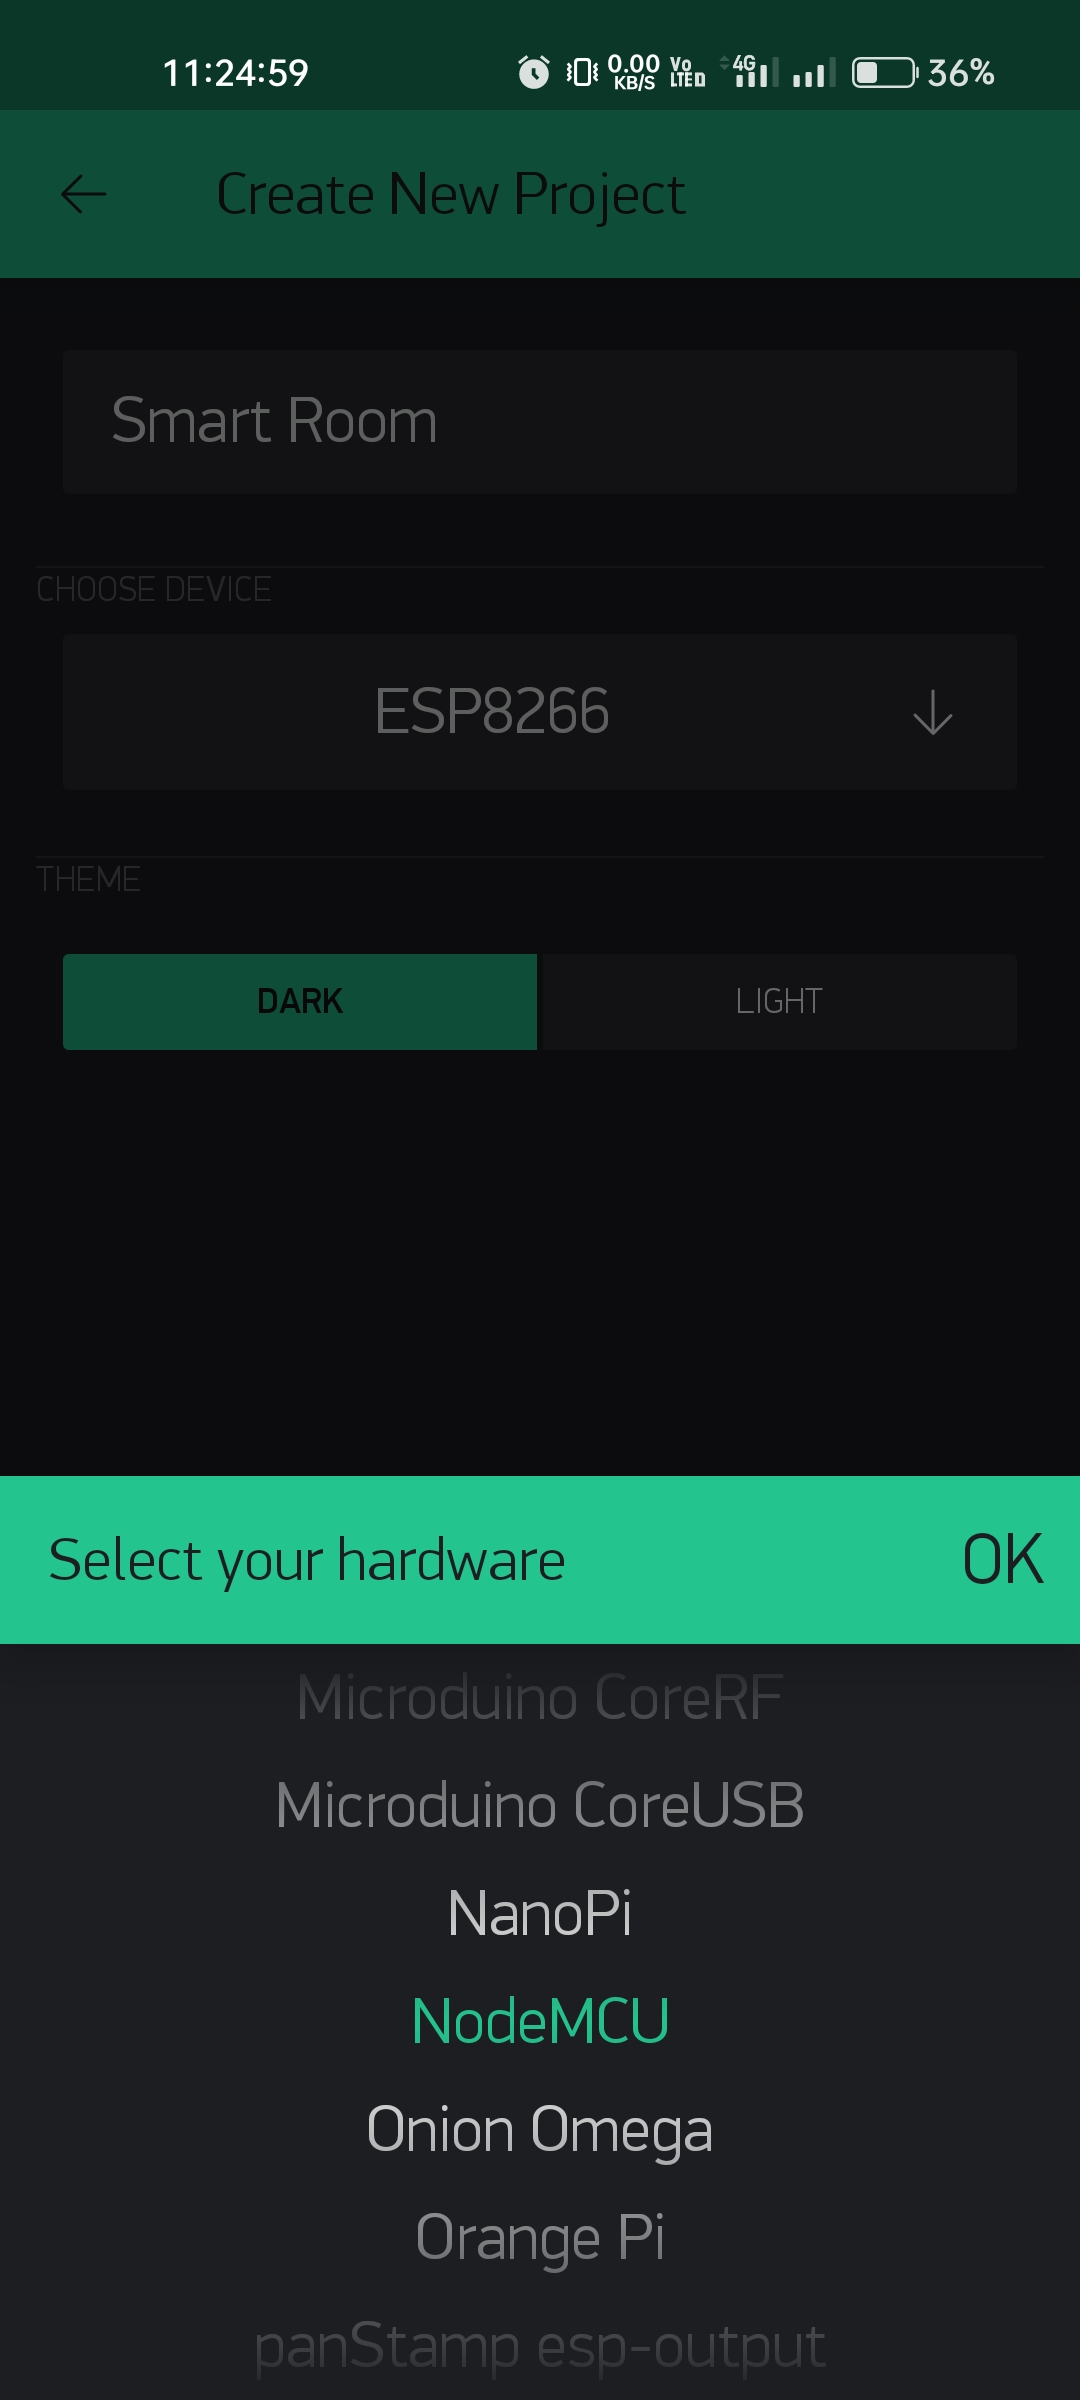 11:24:59 0.00 KB/S Vo LTE 4G 36%
Create New Project
Smart Room
CHOOSE DEVICE
ESP8266
THEME
DARK LIGHT
Select your hardware OK
Microduino CoreRF
Microduino CoreUSB
NanoPi
NodeMCU
Onion Omega
Orange Pi
panStamp esp-output